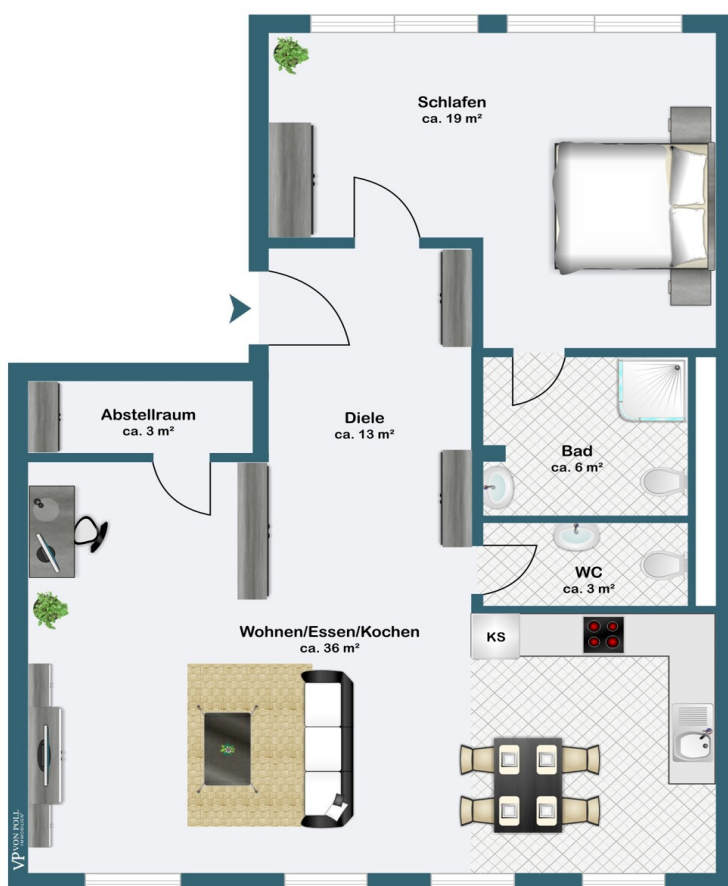 Schlafen
ca. 19 m²
Abstellraum
ca. 3 m²
Diele
ca. 13 m²
Bad
ca. 6 m²
WC
ca. 3 m²
Wohnen/Essen/Kochen
ca. 36 m²
KS
VP VON POLL
IMMOBILIEN